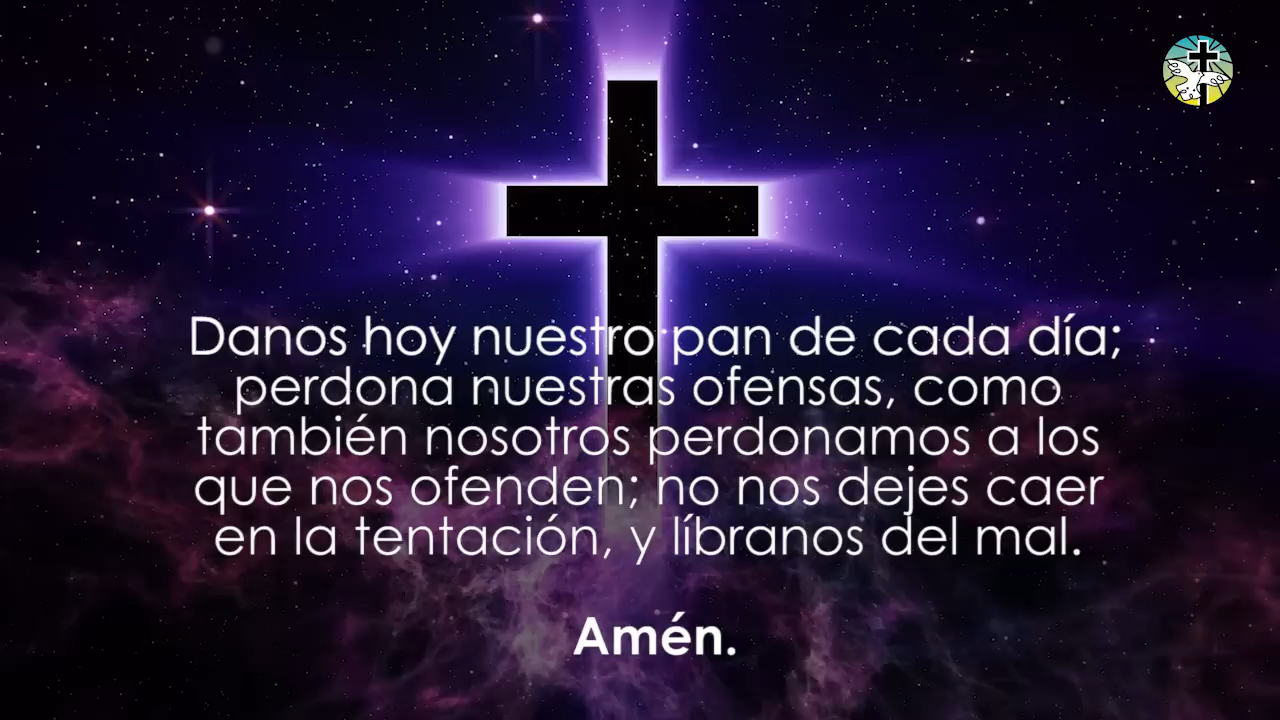 Danos hoy nuestro pan de cada día;
perdona nuestras ofensas, como
también nosotros perdonamos a los
que nos ofenden; no nos dejes caer
en la tentación, y líbranos del mal.
Amén.